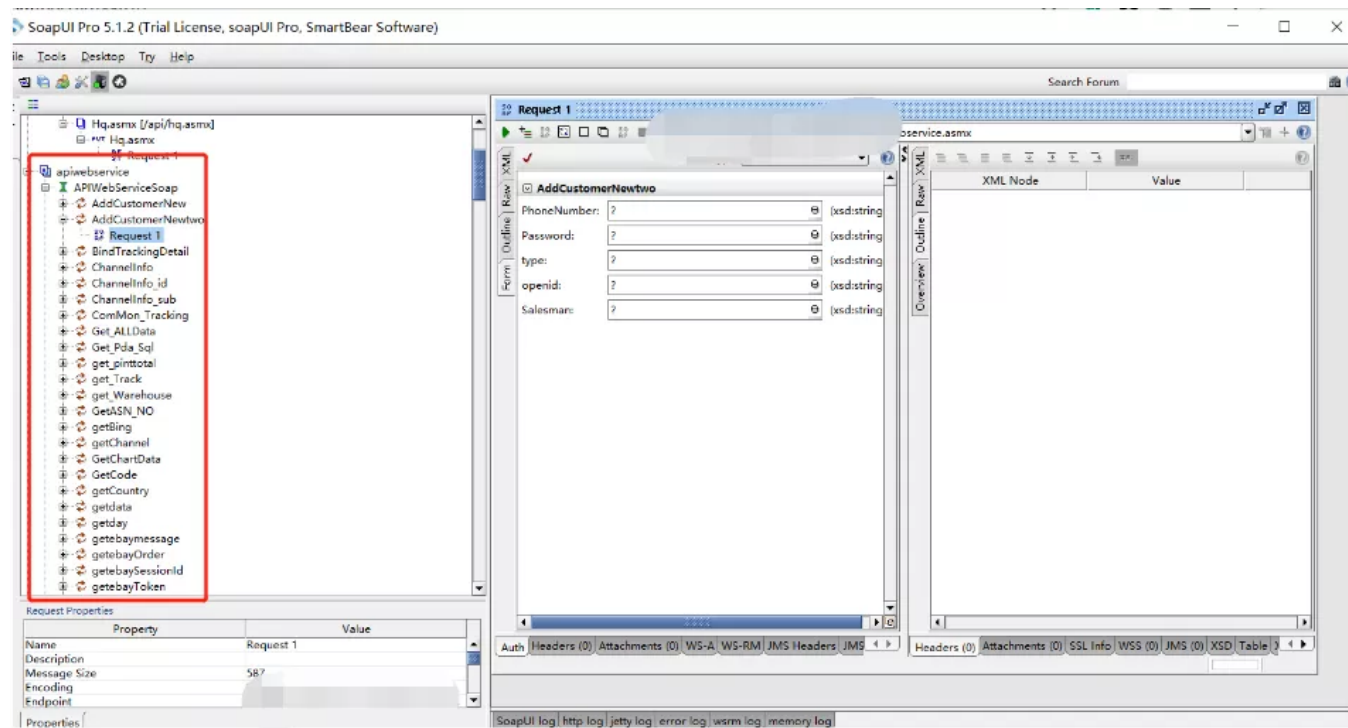 SoapUI Pro 5.1.2 (Trial License, soapUI Pro, SmartBear Software)
ile Tools Desktop Try Help
Search Forum
Hq.asmx [/api/hq.asmx]
Hq.asmx
Request 1
apiwebservice
APIWebServiceSoap
AddCustomerNew
AddCustomerNewtwo
Request 1
BindTrackingDetail
ChannelInfo
ChannelInfo_id
ChannelInfo_sub
ComMon_Tracking
Get_ALLData
Get_Pda_Sql
get_pinttotal
get_Track
get_Warehouse
GetASN_NO
getBing
getChannel
GetChartData
GetCode
getCountry
getdata
getday
getebaymessage
getebayOrder
getebaySessionId
getebayToken
Request Properties
Property Value
Name Request 1
Description
Message Size 587
Encoding
Endpoint
Properties
Request 1
oservice.asmx
XML
Raw
Outline
Form
AddCustomerNewtwo
PhoneNumber: ? (xsd:string
Password: ? (xsd:string
type: ? (xsd:string
openid: ? (xsd:string
Salesman: ? (xsd:string
Auth Headers (0) Attachments (0) WS-A WS-RM JMS Headers JMS
XML
Raw
Outline
Overview
XML Node Value
Headers (0) Attachments (0) SSL Info WSS (0) JMS (0) XSD Table
SoapUI log http log jetty log error log wsrm log memory log